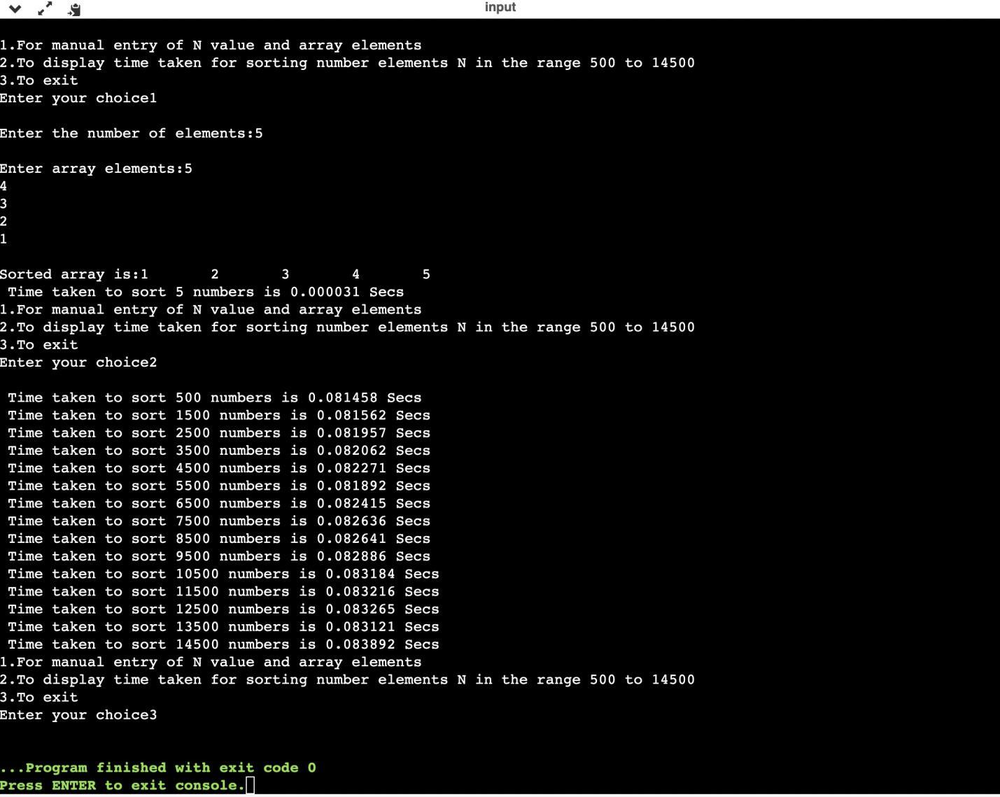 input
1.For manual entry of N value and array elements
2.To display time taken for sorting number elements N in the range 500 to 14500
3.To exit
Enter your choice1
Enter the number of elements:5
Enter array elements:5
4
3
2
1
Sorted array is:1 2 3 4 5
Time taken to sort 5 numbers is 0.000031 Secs
1.For manual entry of N value and array elements
2.To display time taken for sorting number elements N in the range 500 to 14500
3.To exit
Enter your choice2
Time taken to sort 500 numbers is 0.081458 Secs
Time taken to sort 1500 numbers is 0.081562 Secs
Time taken to sort 2500 numbers is 0.081957 Secs
Time taken to sort 3500 numbers is 0.082062 Secs
Time taken to sort 4500 numbers is 0.082271 Secs
Time taken to sort 5500 numbers is 0.081892 Secs
Time taken to sort 6500 numbers is 0.082415 Secs
Time taken to sort 7500 numbers is 0.082636 Secs
Time taken to sort 8500 numbers is 0.082641 Secs
Time taken to sort 9500 numbers is 0.082886 Secs
Time taken to sort 10500 numbers is 0.083184 Secs
Time taken to sort 11500 numbers is 0.083216 Secs
Time taken to sort 12500 numbers is 0.083265 Secs
Time taken to sort 13500 numbers is 0.083121 Secs
Time taken to sort 14500 numbers is 0.083892 Secs
1.For manual entry of N value and array elements
2.To display time taken for sorting number elements N in the range 500 to 14500
3.To exit
Enter your choice3
...Program finished with exit code 0
Press ENTER to exit console.